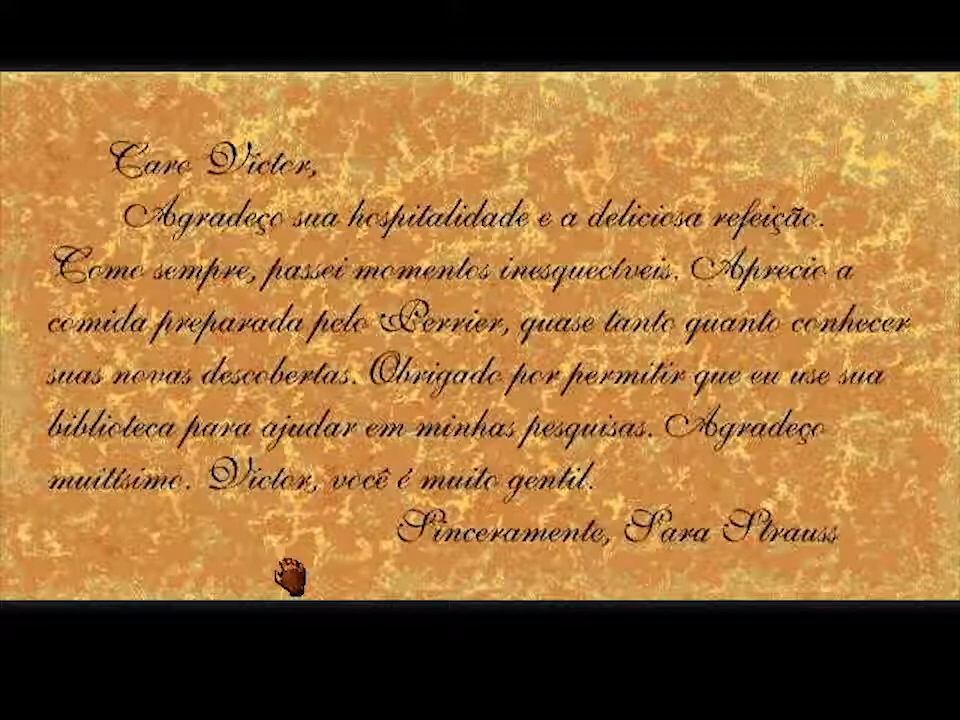 Caro Victor,
Agradeço sua hospitalidade e a deliciosa refeição.
Como sempre, passei momentos inesquectveis. Aprecio a
comida preparada pelo Perrier, quase tanto quanto conhecer
suas novas descobertas. Obrigado por permitir que eu use sua
biblioteca para ajudar em minhas pesquisas. Agradeço
muittsimo. Victor, você é muito gentil.
Sinceramente, Sara Strauss